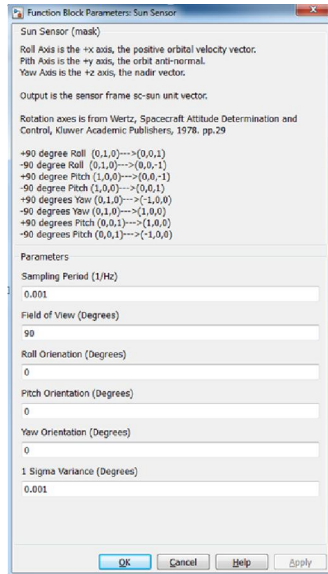 Function Block Parameters: Sun Sensor
Sun Sensor (mask)
Roll Axis is the +x axis, the positive orbital velocity vector.
Pith Axis is the +y axis, the orbit anti-normal.
Yaw Axis is the +z axis, the nadir vector.
Output is the sensor frame sc-sun unit vector.
Rotation axes is from Wertz, Spacecraft Attitude Determination and
Control, Kluwer Academic Publishers, 1978. pp.29
+90 degree Roll (0,1,0)--->(0,0,1)
-90 degree Roll (0,1,0)--->(0,0,-1)
+90 degree Pitch (1,0,0)--->(0,0,-1)
-90 degree Pitch (1,0,0)--->(0,0,1)
+90 degrees Yaw (0,1,0)--->(-1,0,0)
-90 degrees Yaw (0,1,0)--->(1,0,0)
+90 degrees Pitch (0,0,1)--->(1,0,0)
-90 degrees Pitch (0,0,1)--->(-1,0,0)
Parameters
Sampling Period (1/Hz)
0.001
Field of View (Degrees)
90
Roll Orienation (Degrees)
0
Pitch Orientation (Degrees)
0
Yaw Orientation (Degrees)
0
1 Sigma Variance (Degrees)
0.001
OK Cancel Help Apply